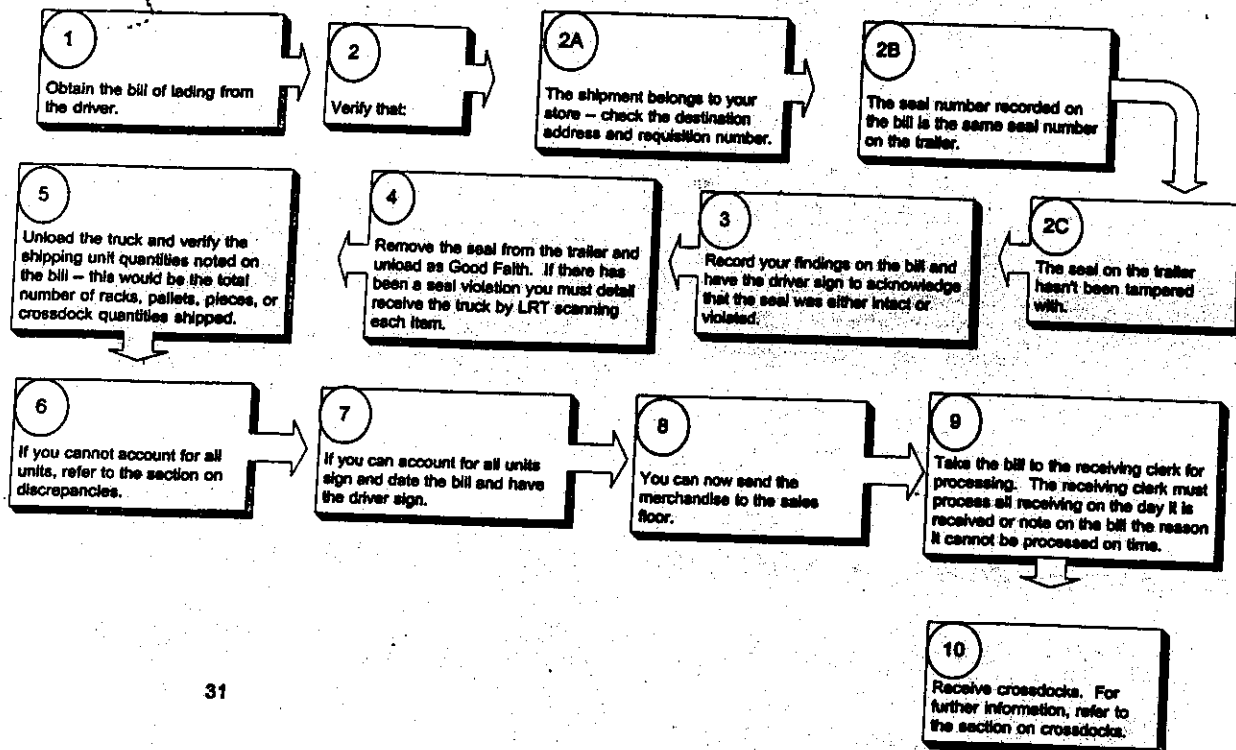 1
Obtain the bill of lading from
the driver.
2
Verify that:
2A
The shipment belongs to your
store – check the destination
address and requisition number.
2B
The seal number recorded on
the bill is the same seal number
on the trailer.
2C
The seal on the trailer
hasn't been tampered
with.
3
Record your findings on the bill and
have the driver sign to acknowledge
that the seal was either intact or
violated.
4
Remove the seal from the trailer and
unload as Good Faith. If there has
been a seal violation you must detail
receive the truck by LRT scanning
each item.
5
Unload the truck and verify the
shipping unit quantities noted on
the bill – this would be the total
number of racks, pallets, pieces, or
crossdock quantities shipped.
6
If you cannot account for all
units, refer to the section on
discrepancies.
7
If you can account for all units
sign and date the bill and have
the driver sign.
8
You can now send the
merchandise to the sales
floor.
9
Take the bill to the receiving clerk for
processing. The receiving clerk must
process all receiving on the day it is
received or note on the bill the reason
it cannot be processed on time.
10
Receive crossdocks. For
further information, refer to
the section on crossdocks.
31